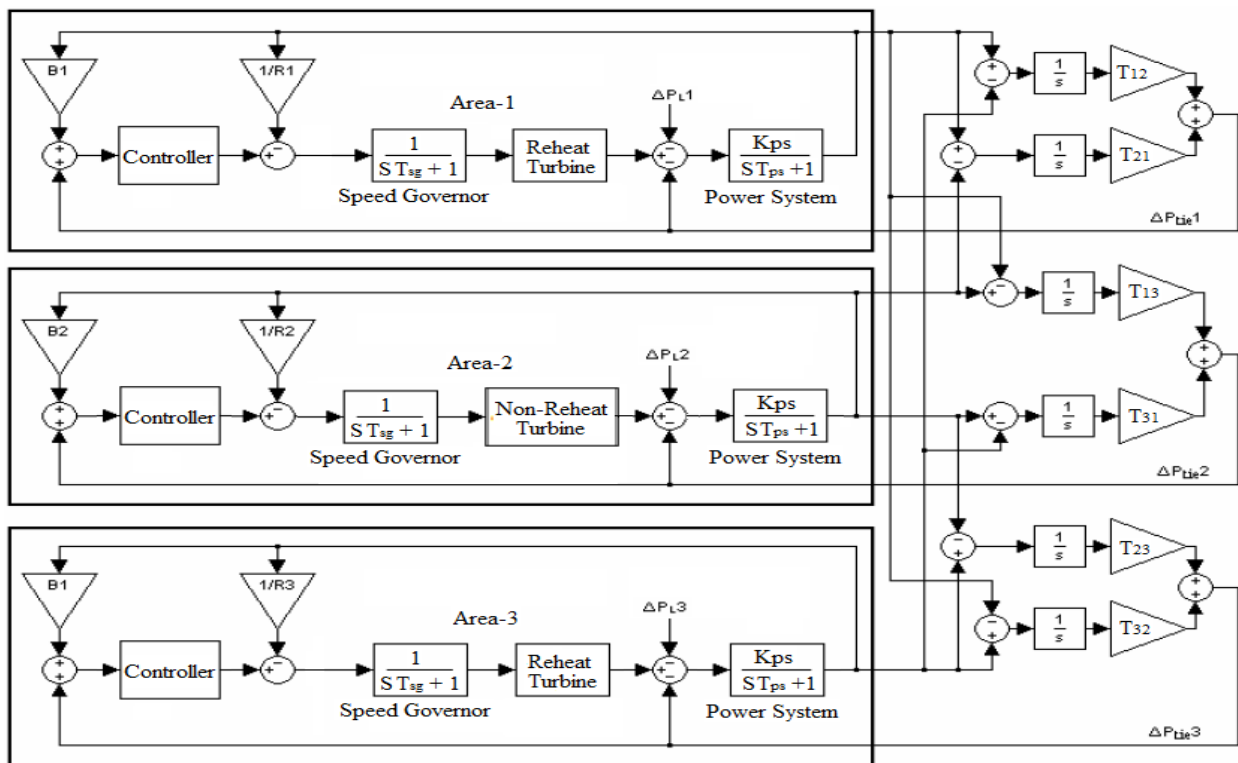 B1
1/R1
Area-1
ΔPL1
Controller
1
STsg + 1
Speed Governor
Reheat
Turbine
Kps
STps +1
Power System
1
s
T12
1
s
T21
ΔPtie1
B2
1/R2
Area-2
ΔPL2
Controller
1
STsg + 1
Speed Governor
Non-Reheat
Turbine
Kps
STps +1
Power System
1
s
T13
1
s
T31
ΔPtie2
B1
1/R3
Area-3
ΔPL3
Controller
1
STsg + 1
Speed Governor
Reheat
Turbine
Kps
STps +1
Power System
1
s
T23
1
s
T32
ΔPtie3